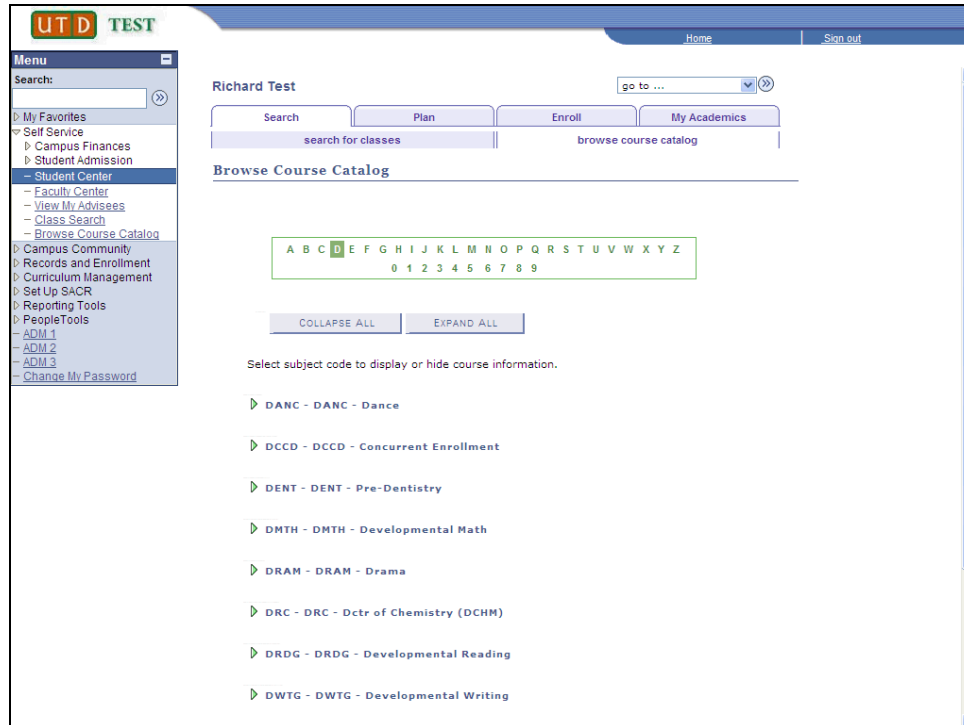 UTD TEST
Home Sign out
Menu
Search:
My Favorites
Self Service
Campus Finances
Student Admission
Student Center
Faculty Center
View My Advisees
Class Search
Browse Course Catalog
Campus Community
Records and Enrollment
Curriculum Management
Set Up SACR
Reporting Tools
PeopleTools
ADM 1
ADM 2
ADM 3
Change My Password
Richard Test go to ...
Search Plan Enroll My Academics
search for classes browse course catalog
Browse Course Catalog
A B C D E F G H I J K L M N O P Q R S T U V W X Y Z
0 1 2 3 4 5 6 7 8 9
COLLAPSE ALL EXPAND ALL
Select subject code to display or hide course information.
DANC - DANC - Dance
DCCD - DCCD - Concurrent Enrollment
DENT - DENT - Pre-Dentistry
DMTH - DMTH - Developmental Math
DRAM - DRAM - Drama
DRC - DRC - Dctr of Chemistry (DCHM)
DRDG - DRDG - Developmental Reading
DWTG - DWTG - Developmental Writing